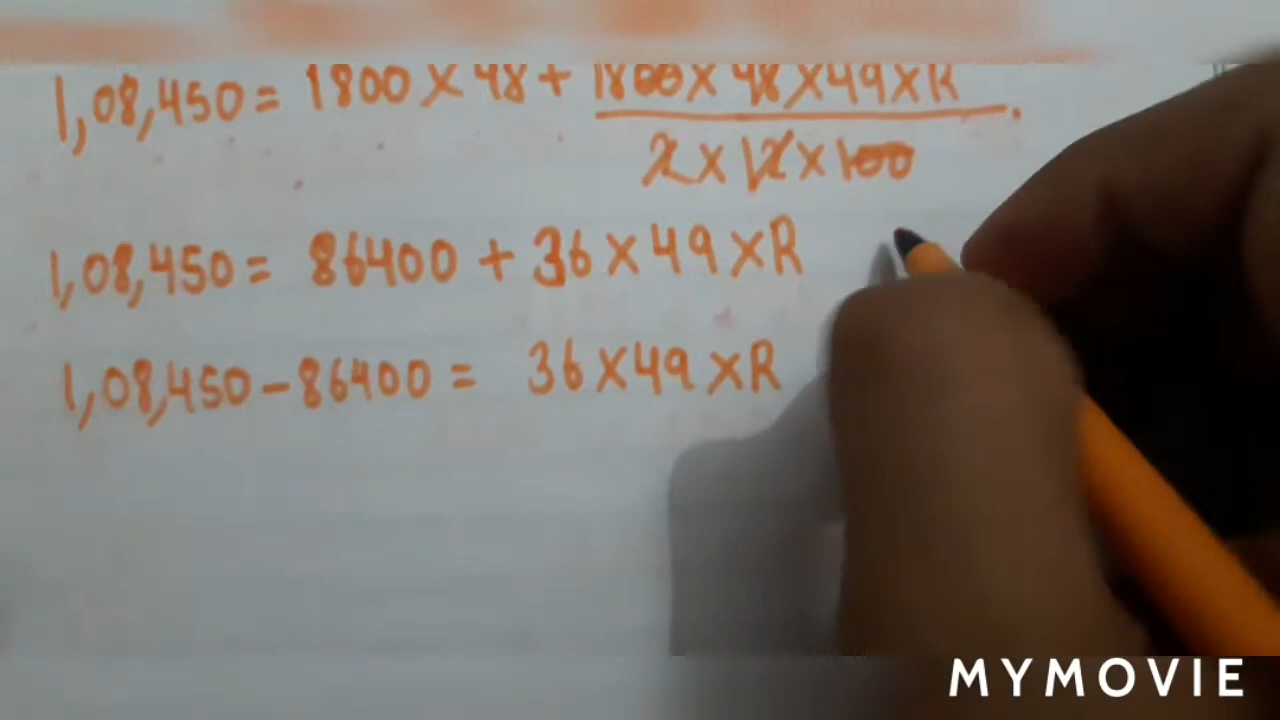 1,08,450 = 1800 × 48 + 1800 × 48 × 49 × R
2 × 12 × 100
1,08,450 = 86400 + 36 × 49 × R
1,08,450 - 86400 = 36 × 49 × R
MYMOVIE